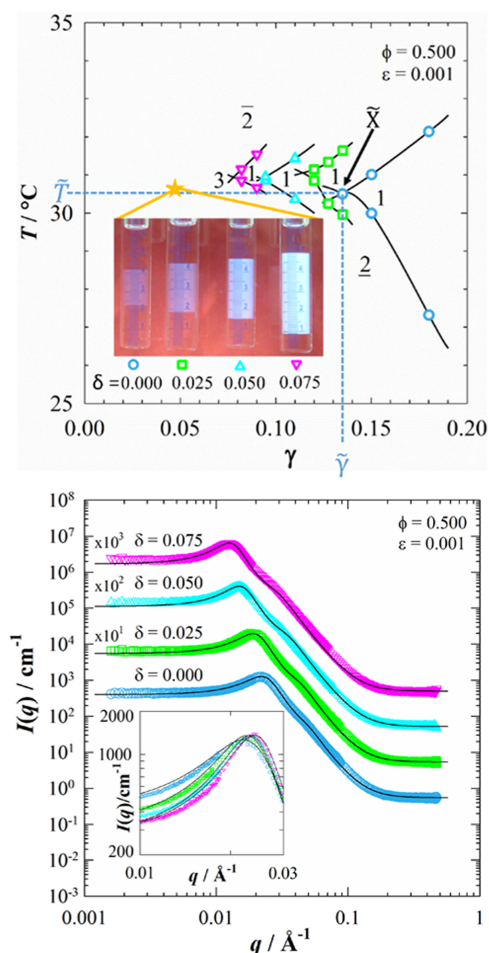 35
ϕ = 0.500
ε = 0.001
2̄
X̃
T / °C
3
1
1
1
T̃
30
2̲
δ =0.000 0.025 0.050 0.075
25
0.00 0.05 0.10 0.15 0.20
γ
γ̃
10⁸
ϕ = 0.500
ε = 0.001
10⁷
x10³ δ = 0.075
10⁶
x10² δ = 0.050
10⁵
x10¹ δ = 0.025
10⁴
δ = 0.000
10³
I(q) / cm⁻¹
10²
2000
1000
I(q)/cm⁻¹
200
0.01 0.03
q / Å⁻¹
10¹
10⁰
10⁻¹
10⁻²
10⁻³
0.001 0.01 0.1 1
q / Å⁻¹